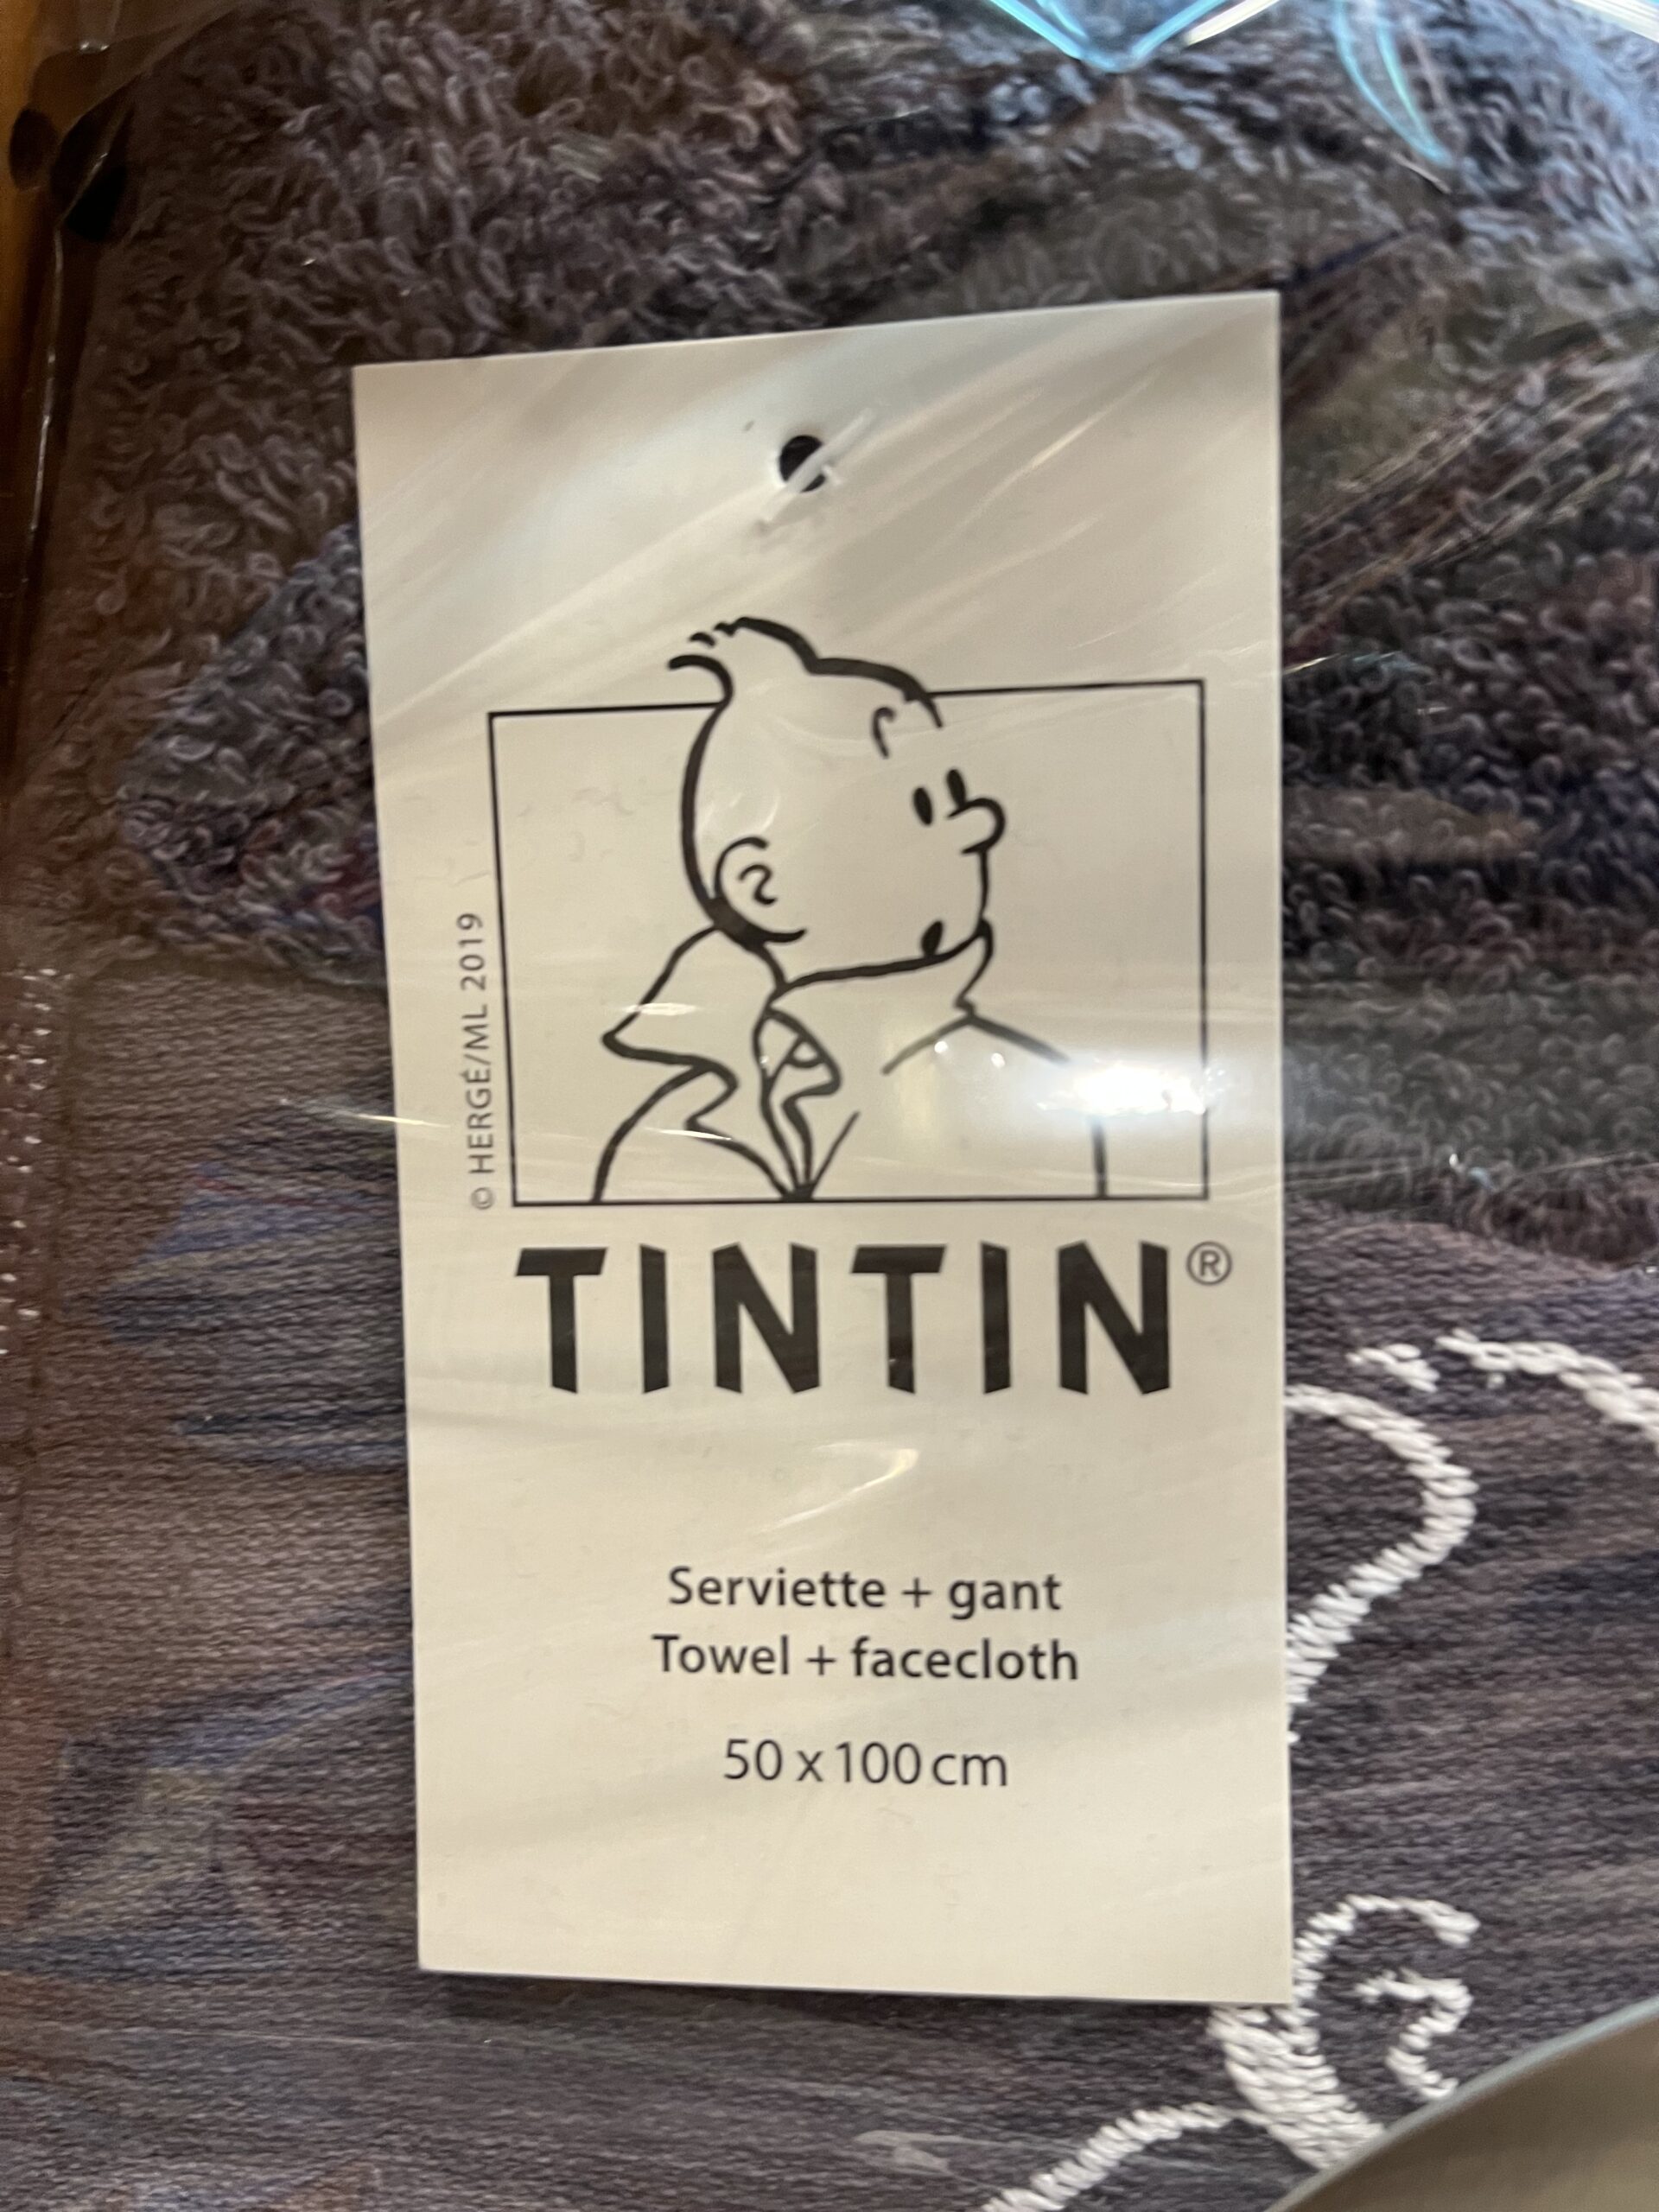 © HERGÉ/ML 2019
TINTIN®
Serviette + gant
Towel + facecloth
50 x 100 cm